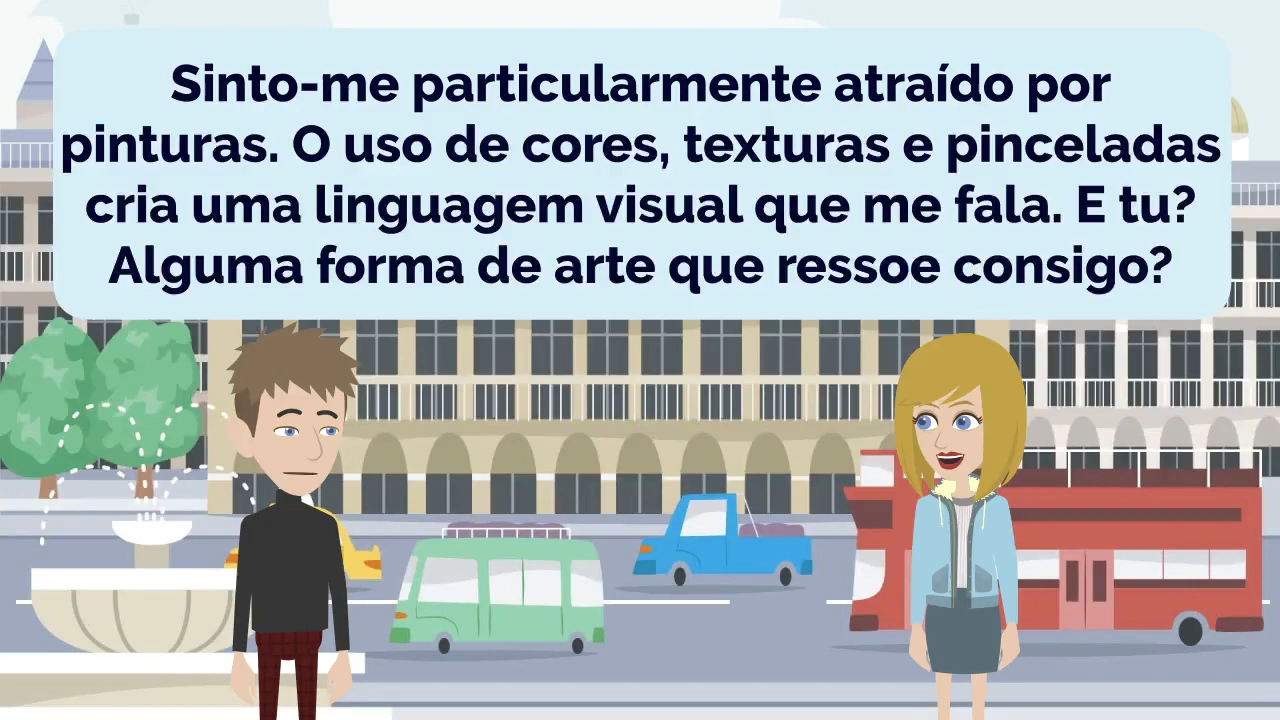 Sinto-me particularmente atraído por
pinturas. O uso de cores, texturas e pinceladas
cria uma linguagem visual que me fala. E tu?
Alguma forma de arte que ressoe consigo?